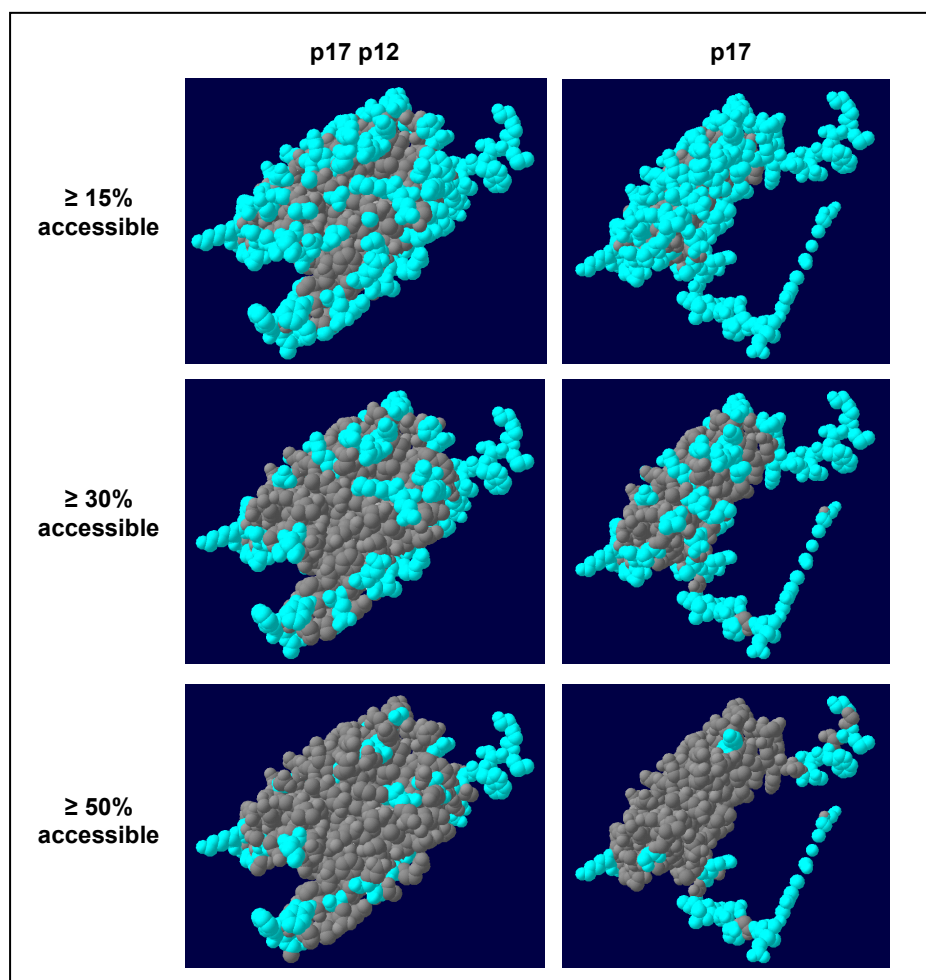 p17 p12
p17
≥ 15%
accessible
≥ 30%
accessible
≥ 50%
accessible